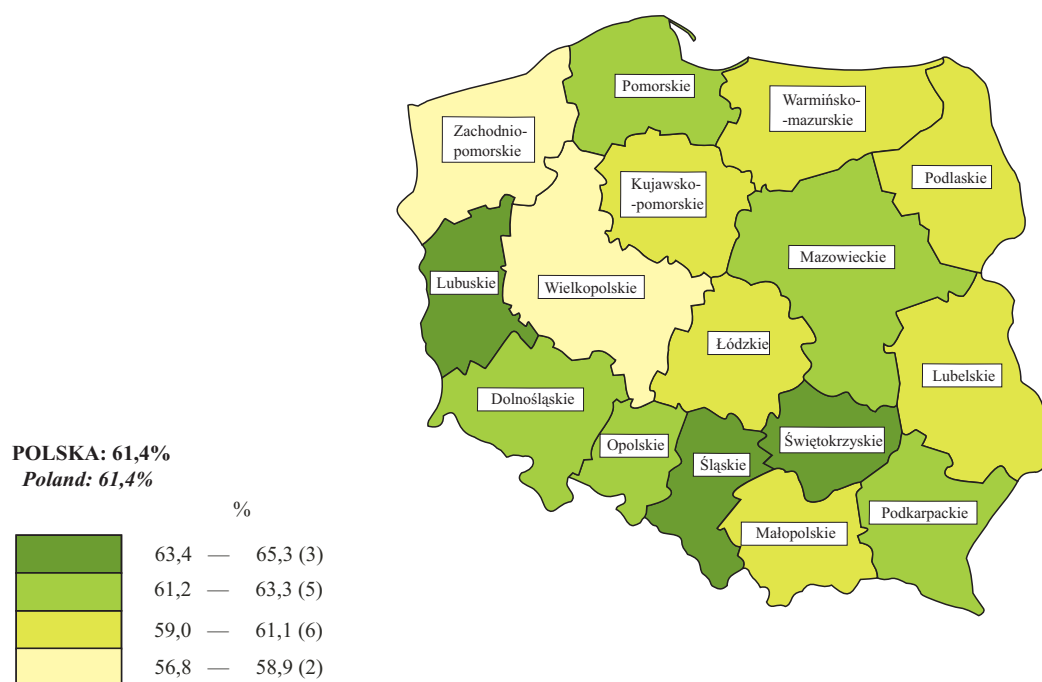 Pomorskie
Warmińsko-
-mazurskie
Zachodnio-
pomorskie
Podlaskie
Kujawsko-
-pomorskie
Mazowieckie
Lubuskie
Wielkopolskie
Łódzkie
Lubelskie
Dolnośląskie
Opolskie
Śląskie
Świętokrzyskie
Podkarpackie
Małopolskie
POLSKA: 61,4%
Poland: 61,4%
%
63,4 — 65,3 (3)
61,2 — 63,3 (5)
59,0 — 61,1 (6)
56,8 — 58,9 (2)